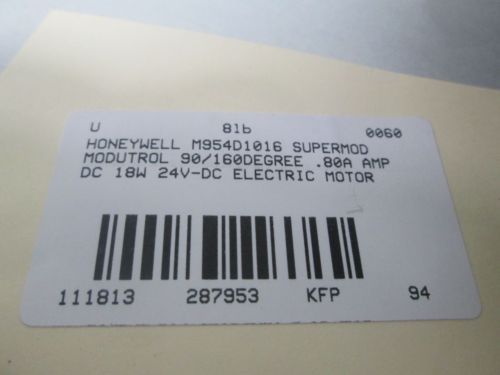 U 81b 0060
HONEYWELL M954D1016 SUPERMOD
MODUTROL 90/160DEGREE .80A AMP
DC 18W 24V-DC ELECTRIC MOTOR
111813 287953 KFP 94